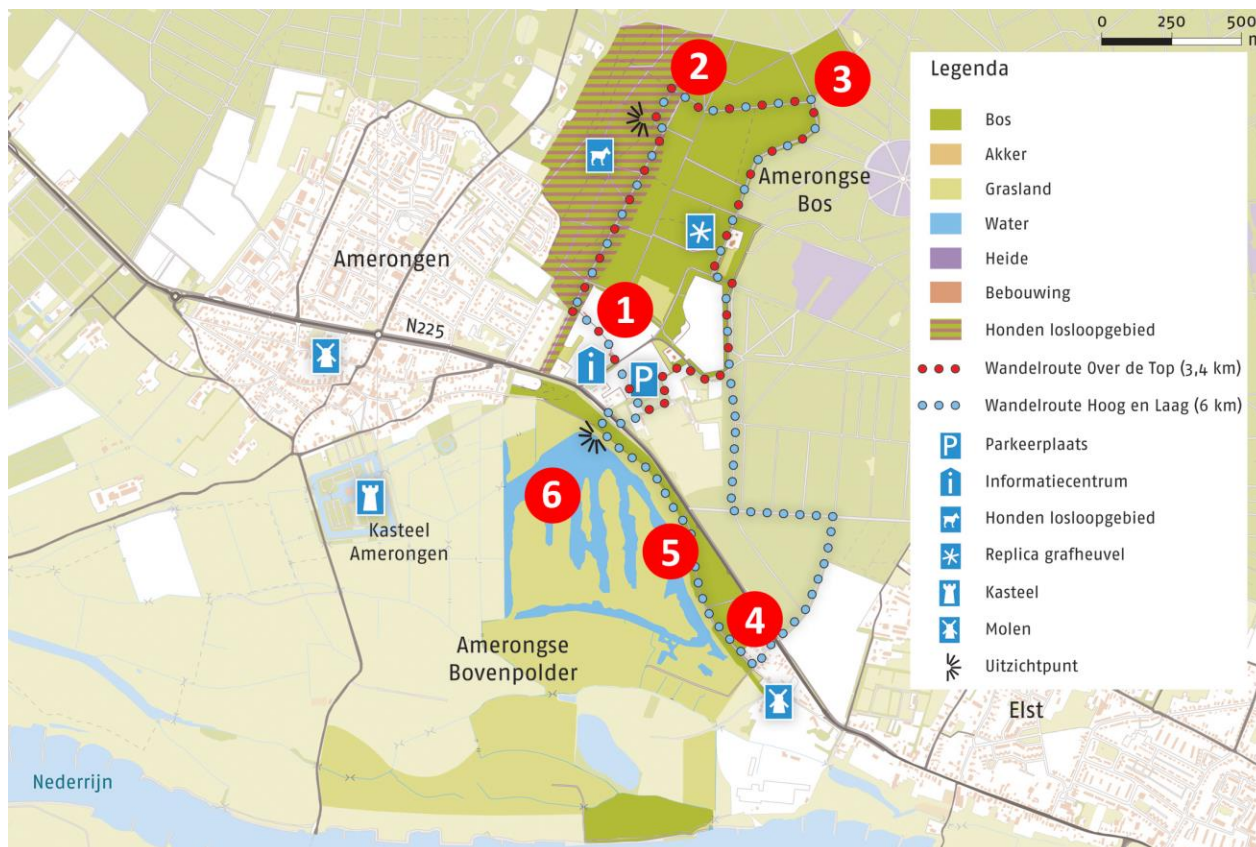 0 250 500
m
Legenda
Bos
Akker
Grasland
Water
Heide
Bebouwing
Honden losloopgebied
Wandelroute Over de Top (3,4 km)
Wandelroute Hoog en Laag (6 km)
P Parkeerplaats
i Informatiecentrum
Honden losloopgebied
Replica grafheuvel
Kasteel
Molen
Uitzichtpunt
2
3
Amerongse
Bos
Amerongen
1
N225
i
P
6
Kasteel
Amerongen
5
4
Amerongse
Bovenpolder
Elst
Nederrijn